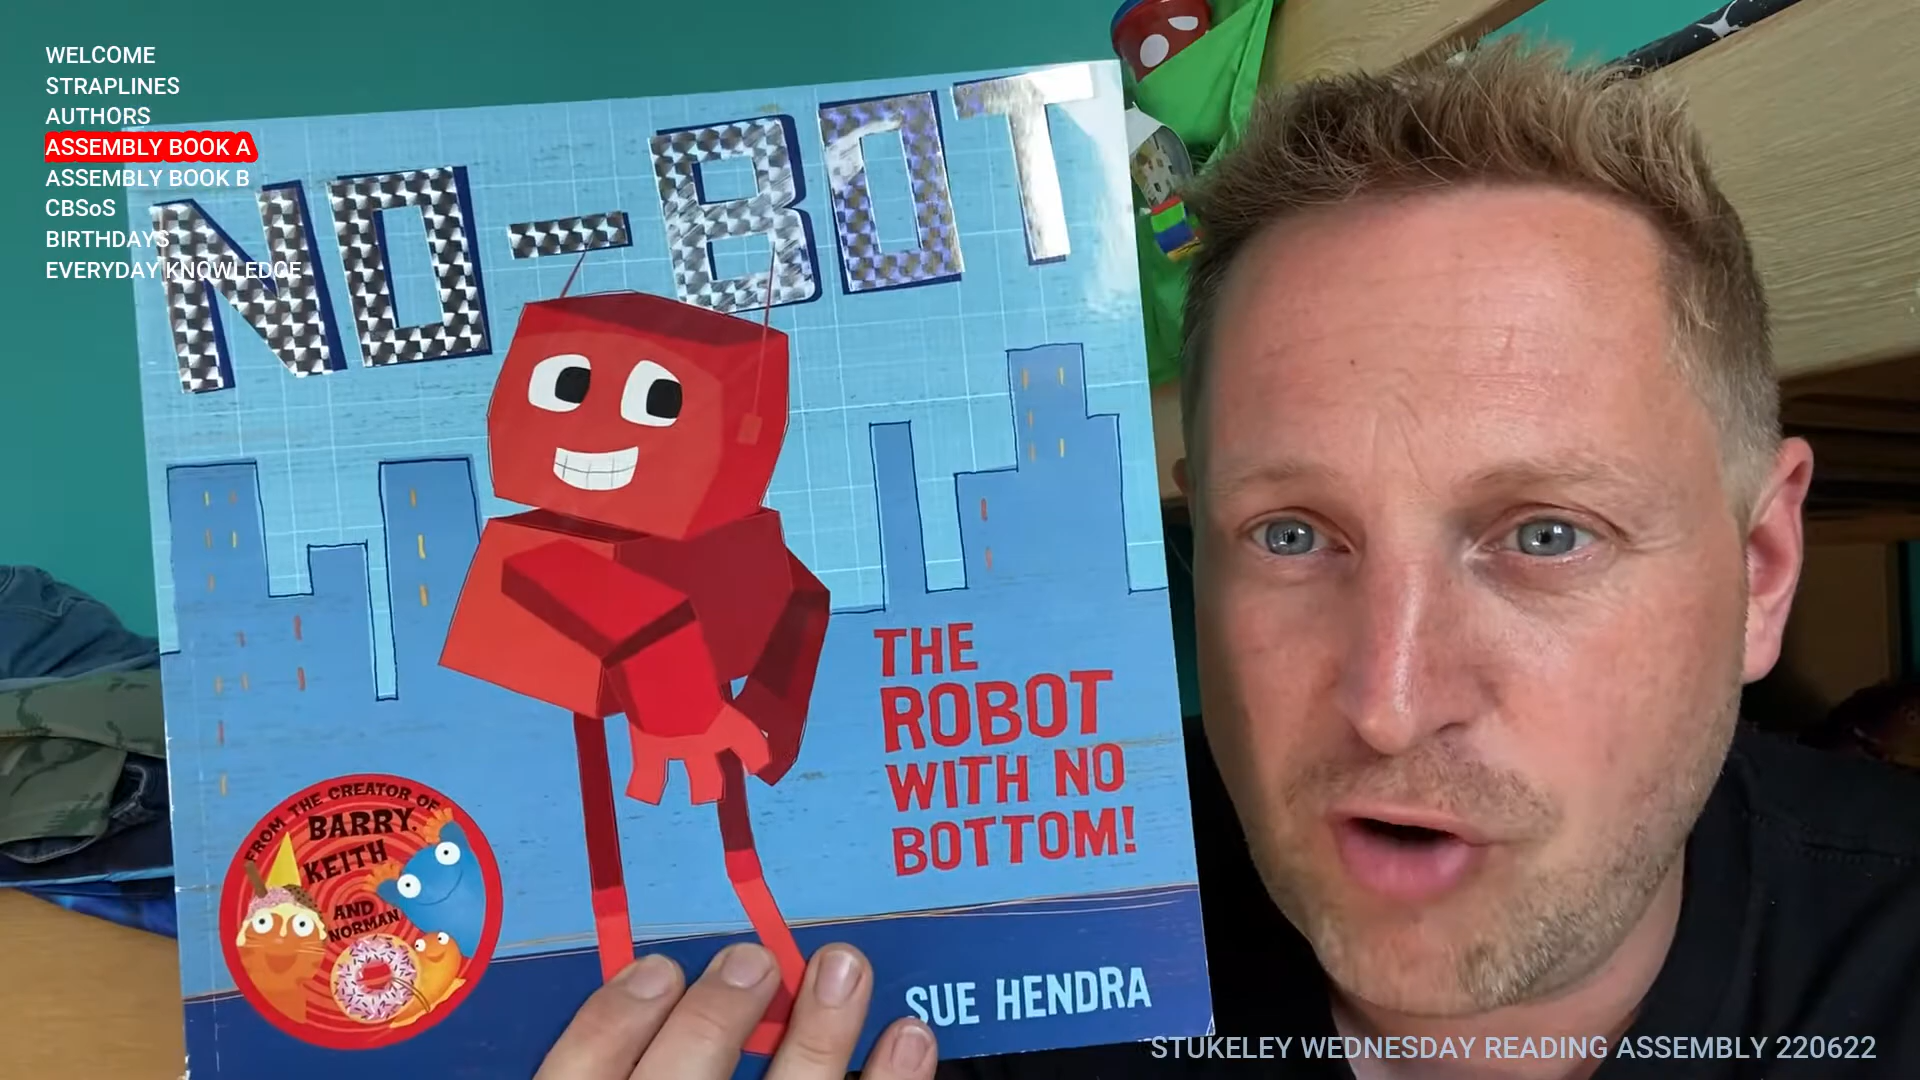 WELCOME
STRAPLINES
AUTHORS
ASSEMBLY BOOK A
ASSEMBLY BOOK B
CBSoS
BIRTHDAYS
EVERYDAY KNOWLEDGE
NO-BOT
THE
ROBOT
WITH NO
BOTTOM!
FROM THE CREATOR OF
BARRY,
KEITH
AND
NORMAN
SUE HENDRA
STUKELEY WEDNESDAY READING ASSEMBLY 220622